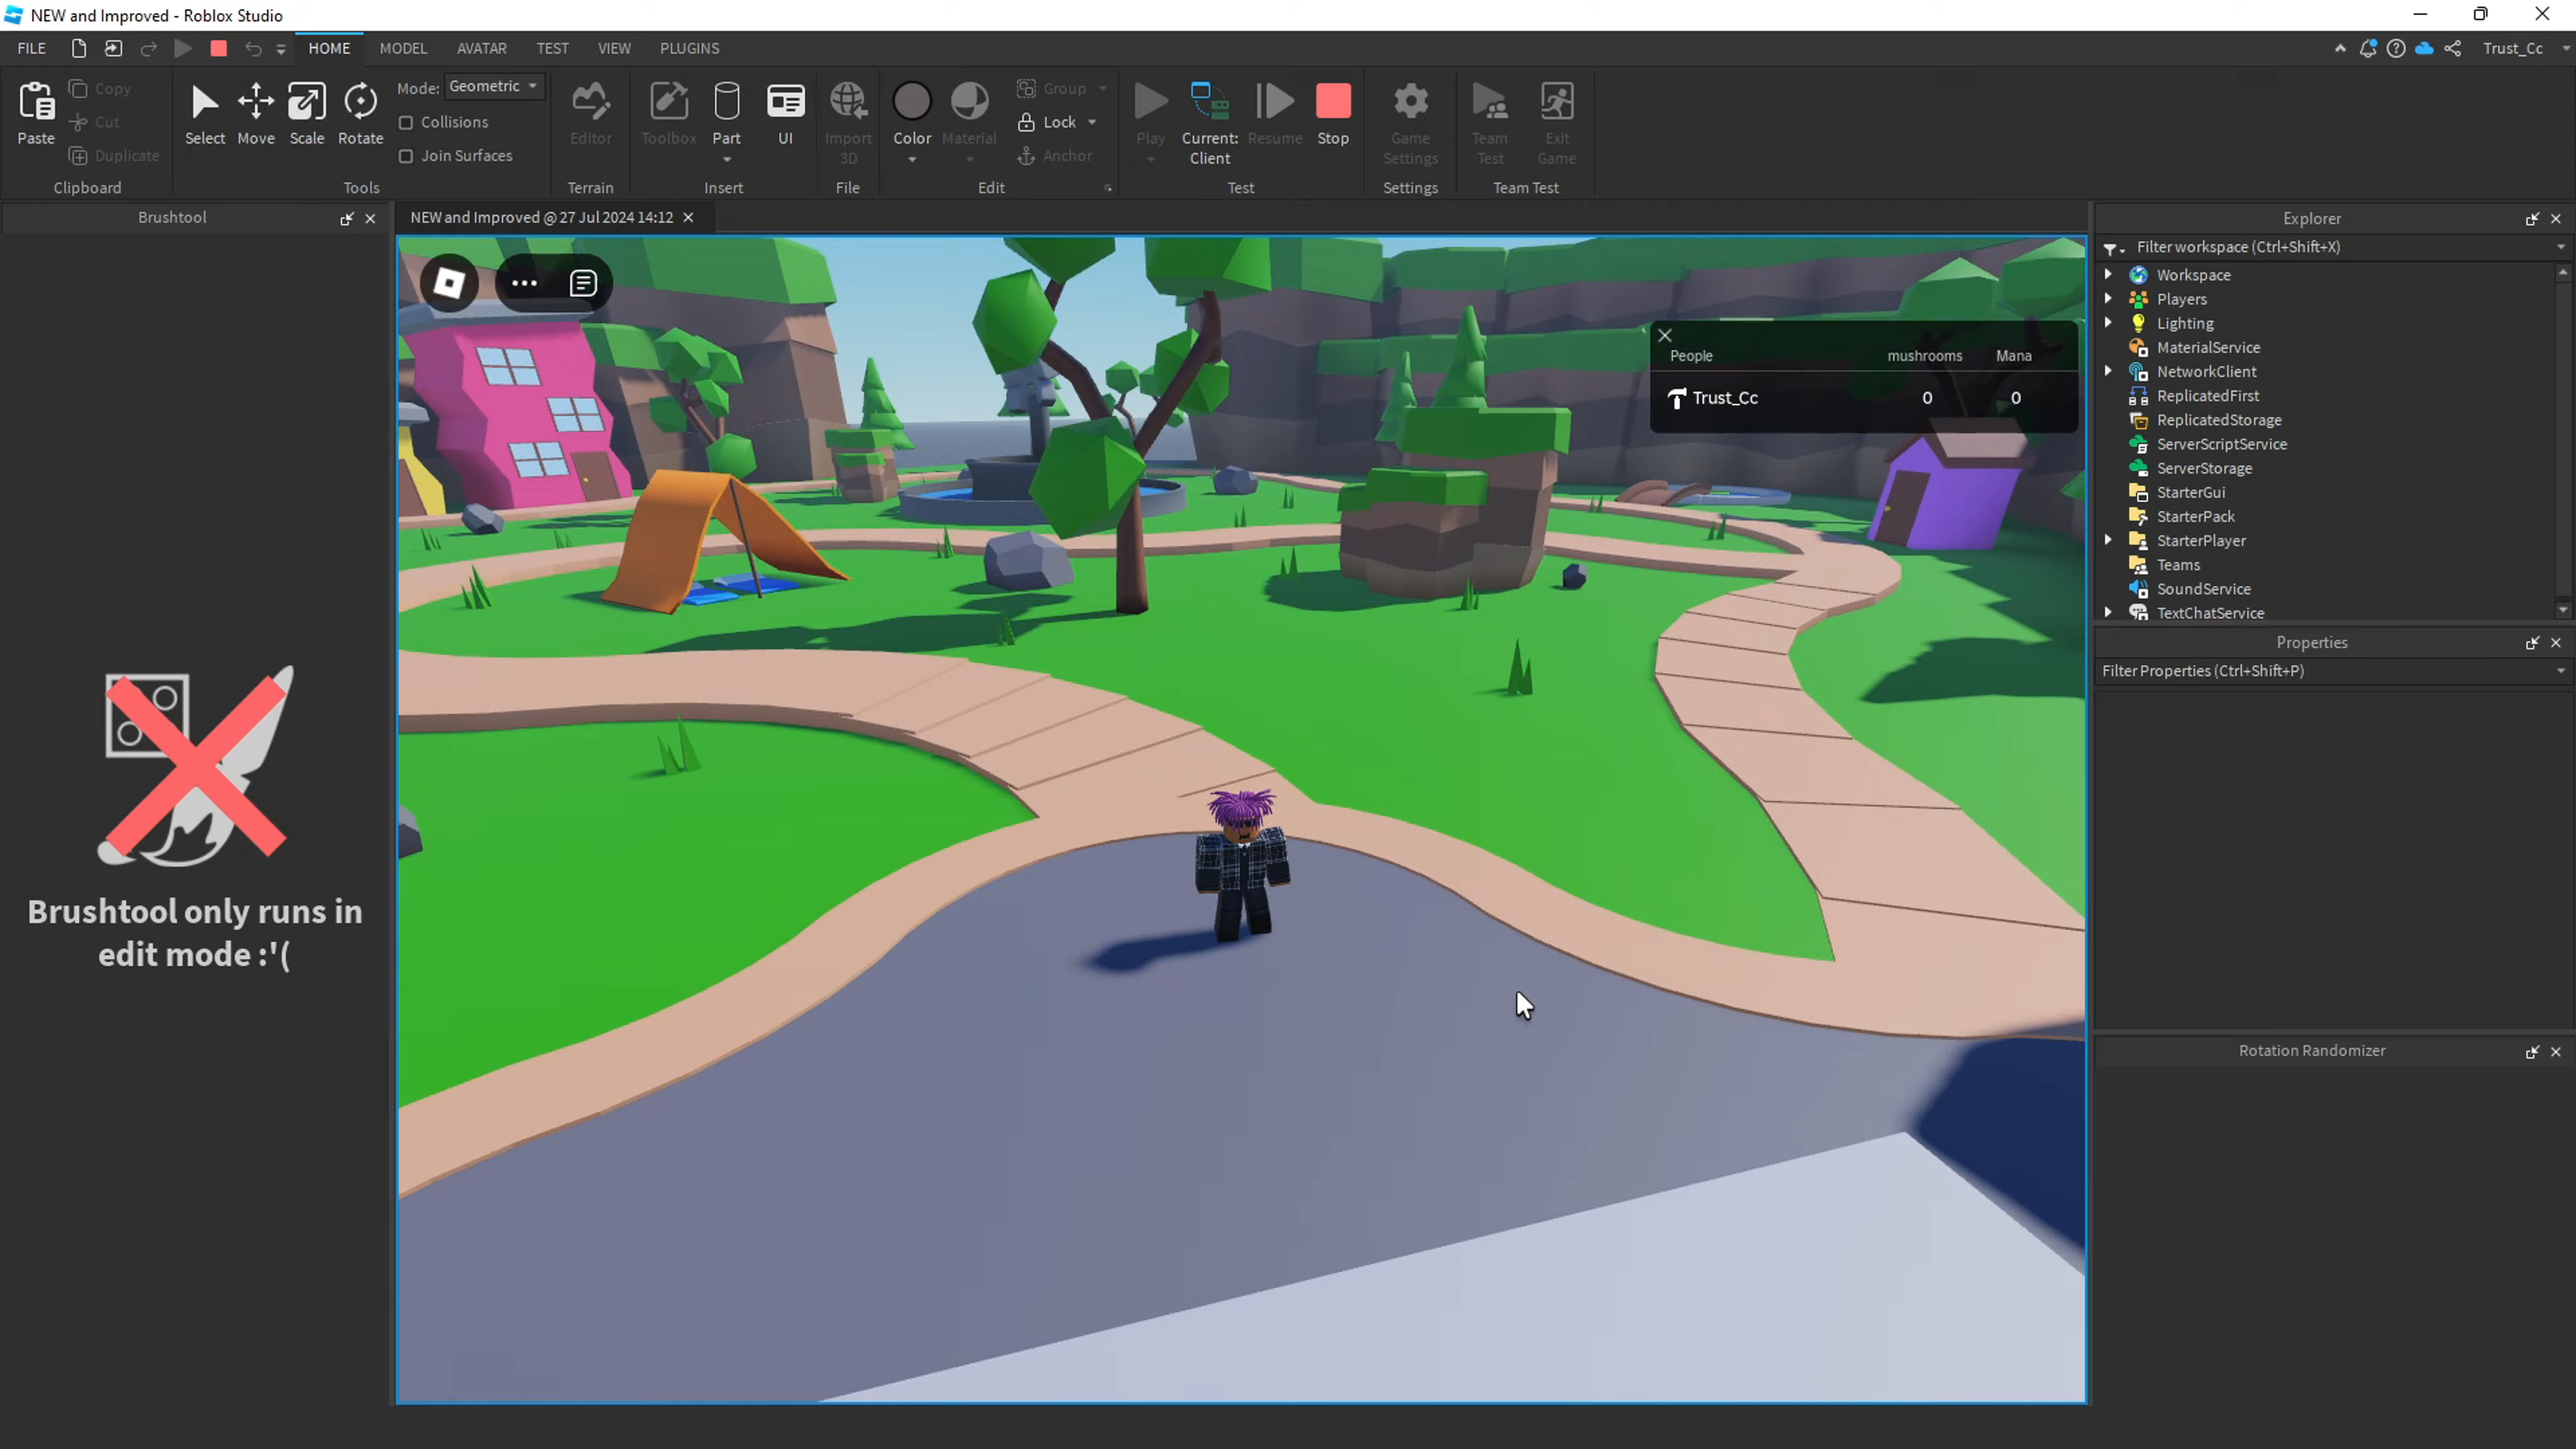 NEW and Improved - Roblox Studio
FILE HOME MODEL AVATAR TEST VIEW PLUGINS Trust_Cc
Paste Copy Cut Duplicate Clipboard
Select Move Scale Rotate Mode: Geometric Collisions Join Surfaces Tools
Editor Terrain
Toolbox Part UI Insert
Import 3D File
Color Material Group Lock Anchor Edit
Play Current: Client Resume Stop Test
Game Settings Settings
Team Test Exit Game Team Test
Brushtool
NEW and Improved @ 27 Jul 2024 14:12
Brushtool only runs in
edit mode :'(
People mushrooms Mana
Trust_Cc 0 0
Explorer
Filter workspace (Ctrl+Shift+X)
Workspace
Players
Lighting
MaterialService
NetworkClient
ReplicatedFirst
ReplicatedStorage
ServerScriptService
ServerStorage
StarterGui
StarterPack
StarterPlayer
Teams
SoundService
TextChatService
Properties
Filter Properties (Ctrl+Shift+P)
Rotation Randomizer